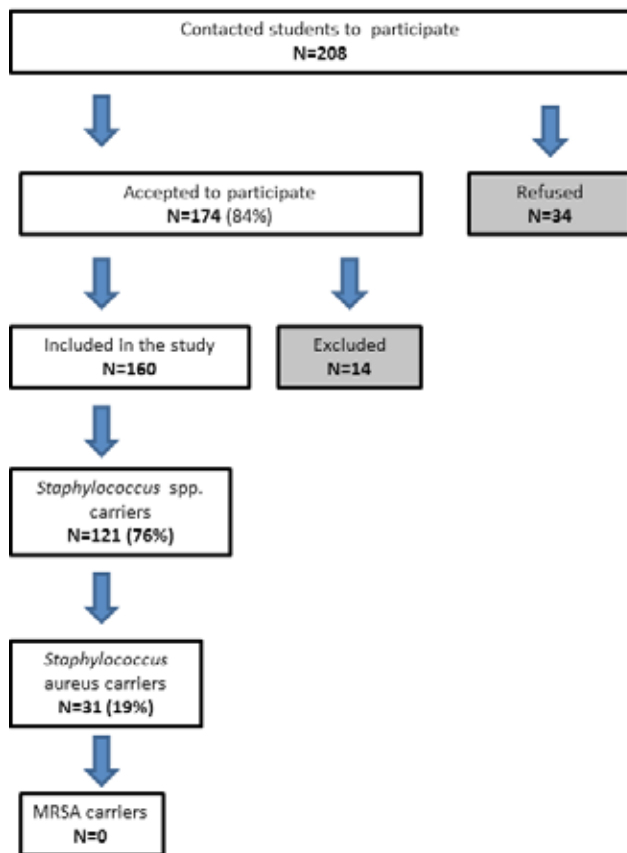 Contacted students to participate
N=208
Accepted to participate
N=174 (84%)
Refused
N=34
Included in the study
N=160
Excluded
N=14
Staphylococcus spp.
carriers
N=121 (76%)
Staphylococcus
aureus carriers
N=31 (19%)
MRSA carriers
N=0